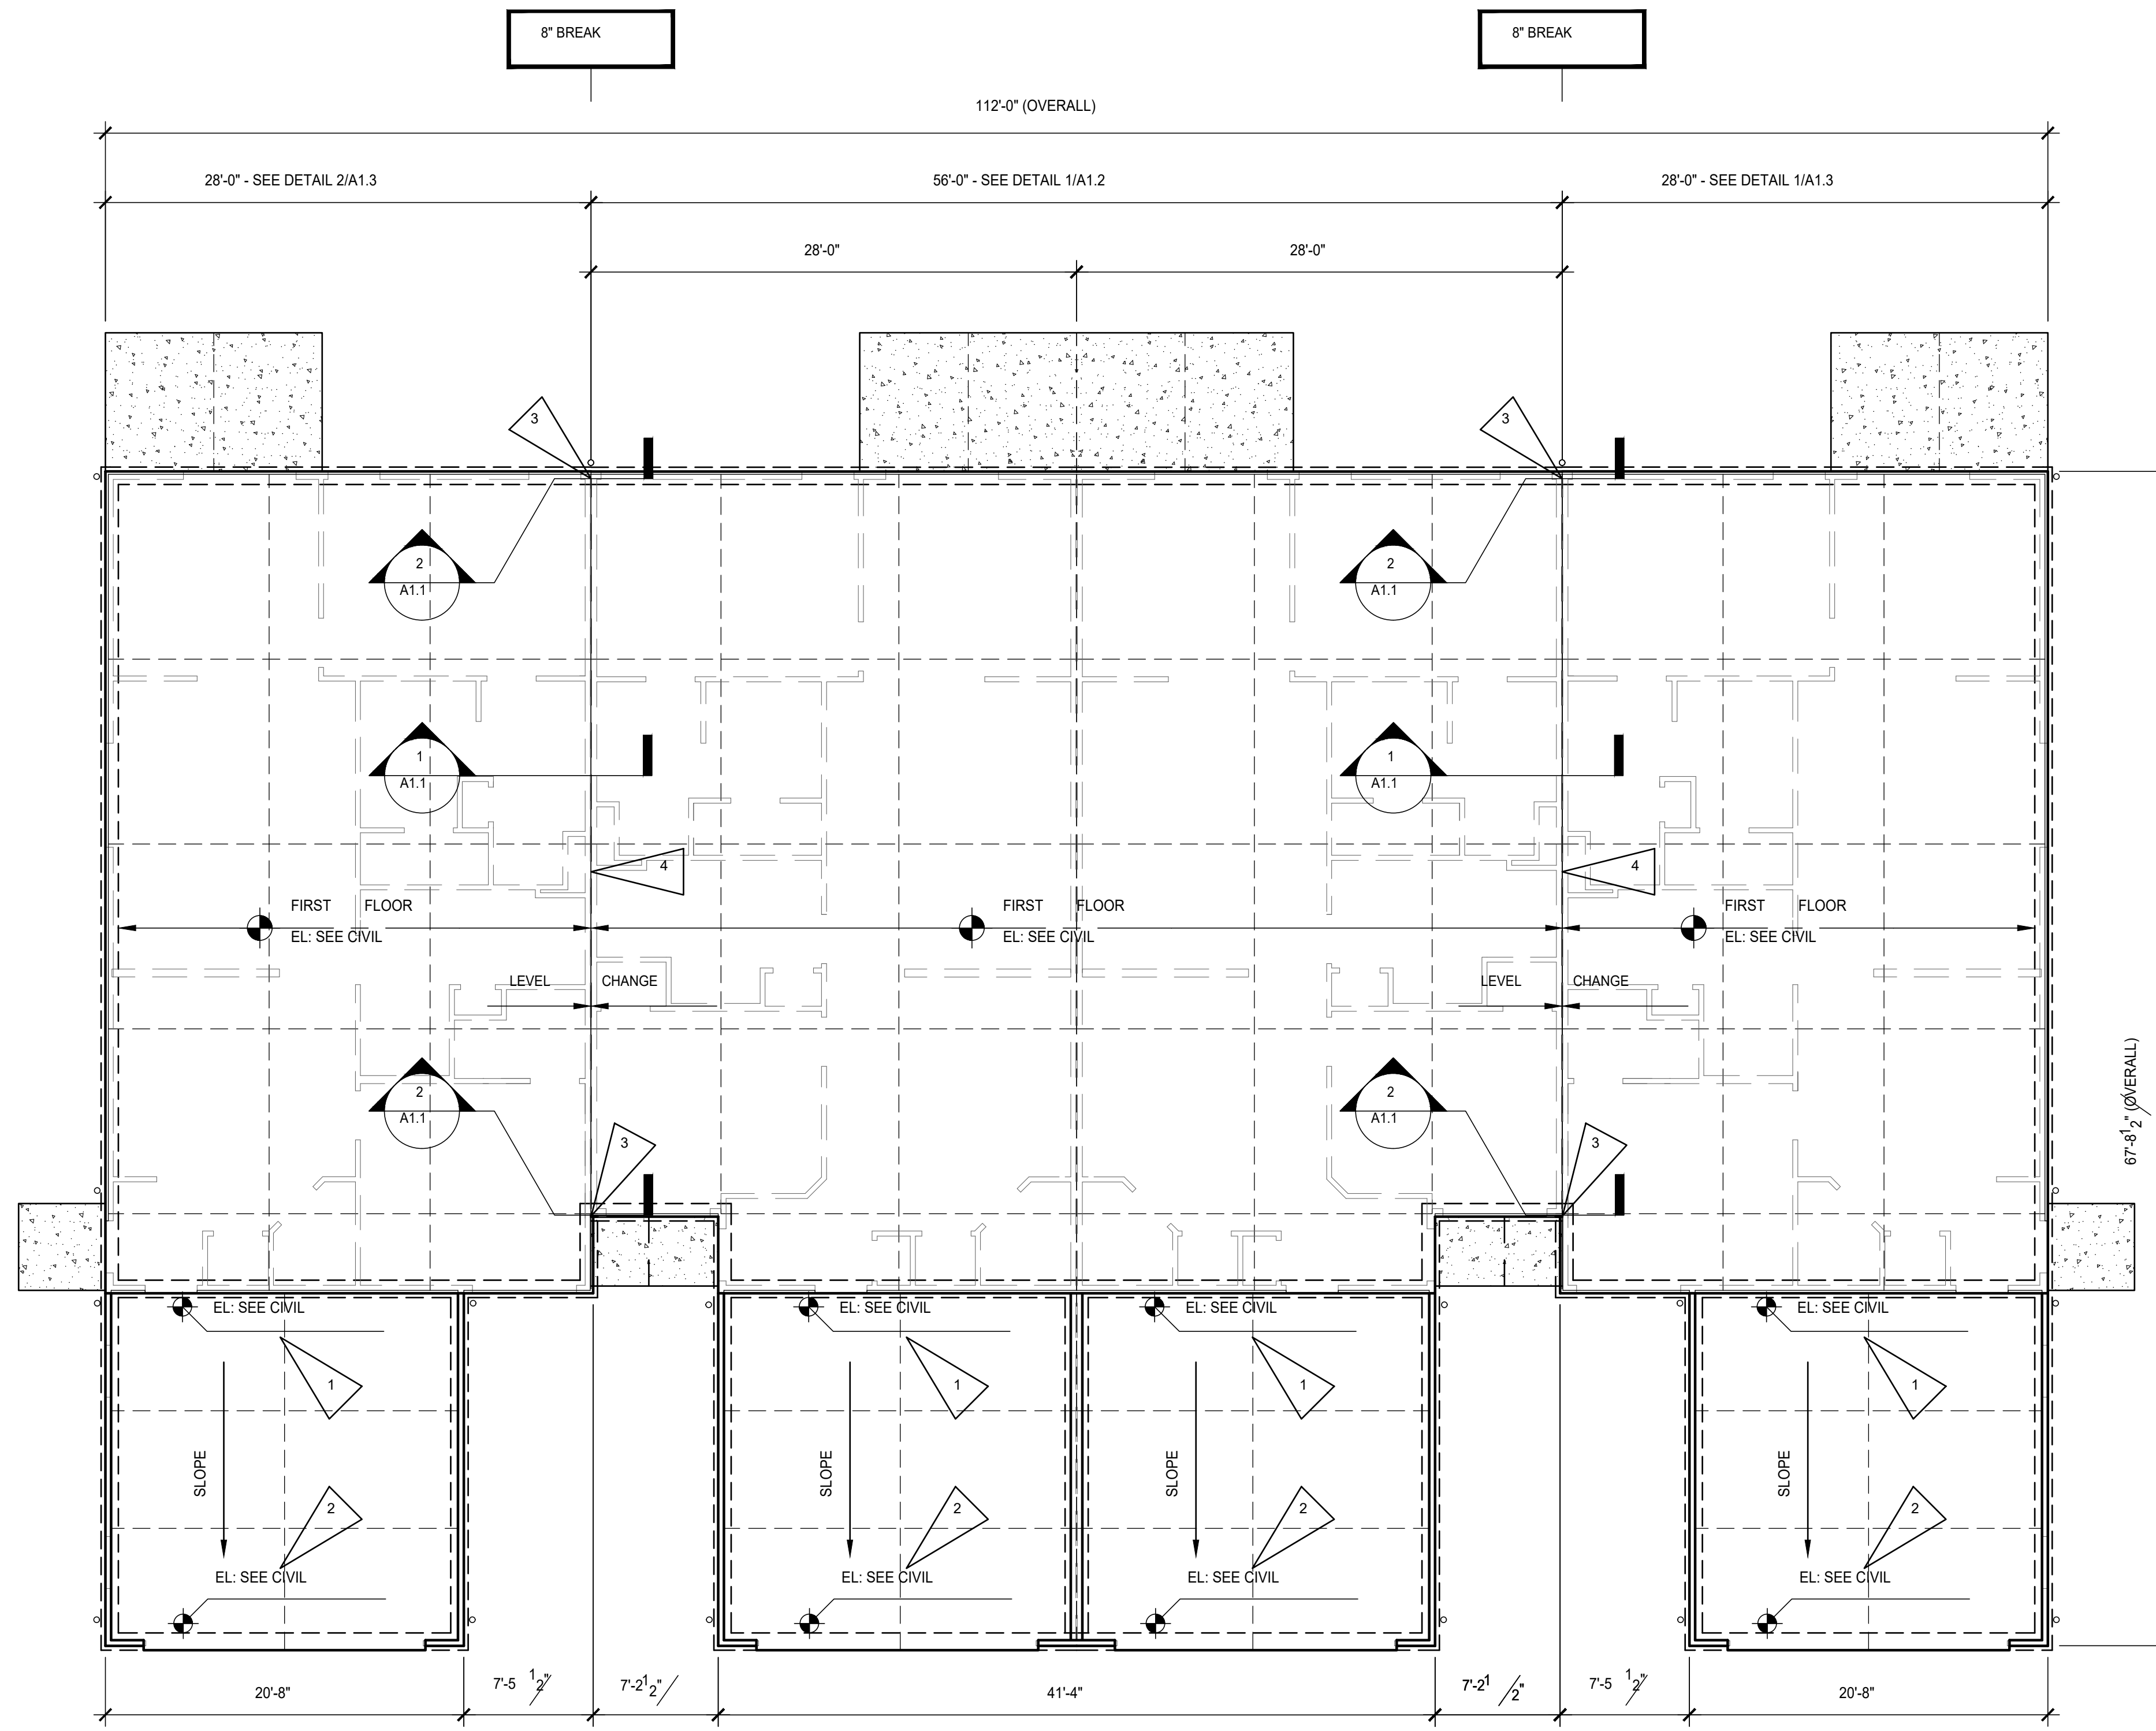 8" BREAK
8" BREAK
112'-0" (OVERALL)
28'-0" - SEE DETAIL 2/A1.3
56'-0" - SEE DETAIL 1/A1.2
28'-0" - SEE DETAIL 1/A1.3
28'-0"
28'-0"
3
3
2
A1.1
2
A1.1
1
A1.1
1
A1.1
4
4
FIRST FLOOR
EL: SEE CIVIL
FIRST FLOOR
EL: SEE CIVIL
FIRST FLOOR
EL: SEE CIVIL
LEVEL CHANGE
LEVEL CHANGE
67'-8 1/2" (OVERALL)
2
A1.1
2
A1.1
3
3
EL: SEE CIVIL
EL: SEE CIVIL
EL: SEE CIVIL
EL: SEE CIVIL
1
1
1
1
SLOPE
SLOPE
SLOPE
SLOPE
2
2
2
2
EL: SEE CIVIL
EL: SEE CIVIL
EL: SEE CIVIL
EL: SEE CIVIL
20'-8"
7'-5 1/2"
7'-2 1/2"
41'-4"
7'-2 1/2"
7'-5 1/2"
20'-8"